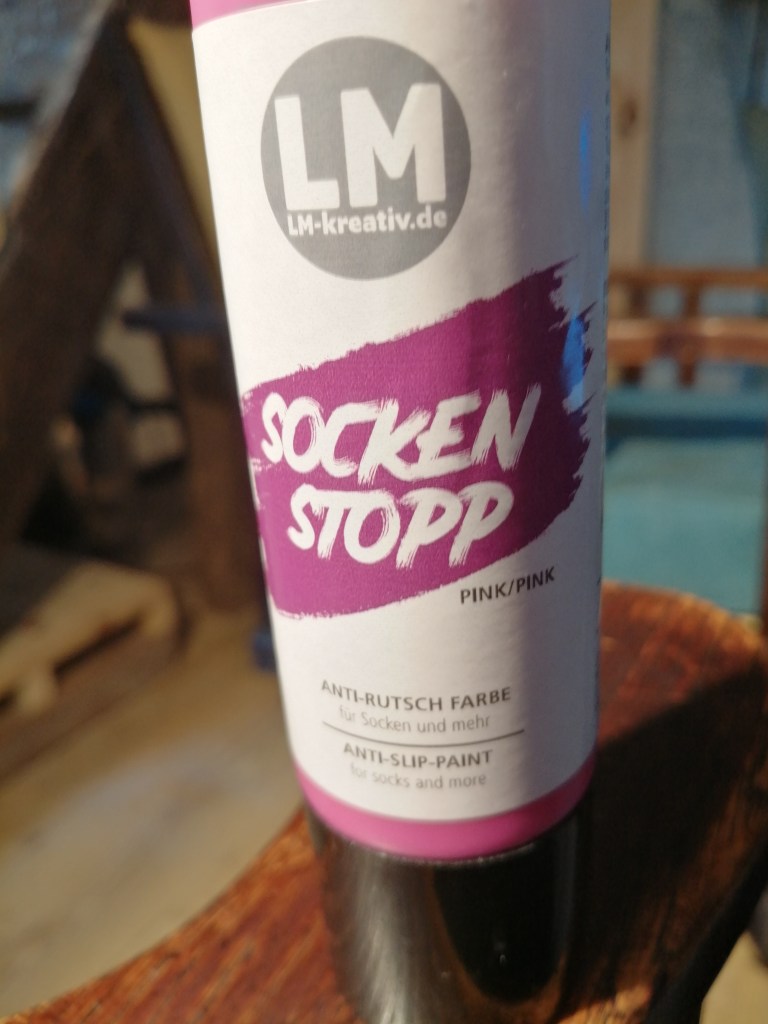 LM
LM-kreativ.de
SOCKEN
STOPP
PINK/PINK
ANTI-RUTSCH FARBE
für Socken und mehr
ANTI-SLIP-PAINT
for socks and more